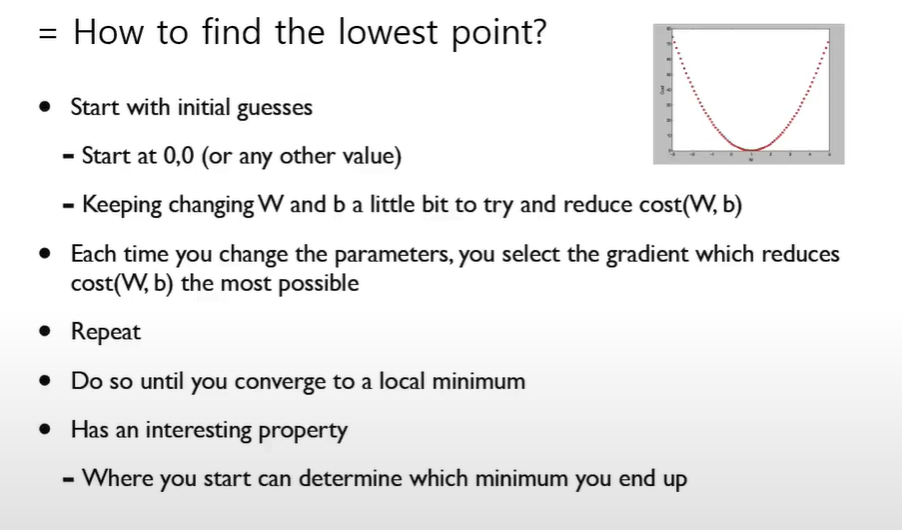 = How to find the lowest point?
• Start with initial guesses
- Start at 0,0 (or any other value)
- Keeping changing W and b a little bit to try and reduce cost(W, b)
• Each time you change the parameters, you select the gradient which reduces
cost(W, b) the most possible
• Repeat
• Do so until you converge to a local minimum
• Has an interesting property
- Where you start can determine which minimum you end up
Cost
W